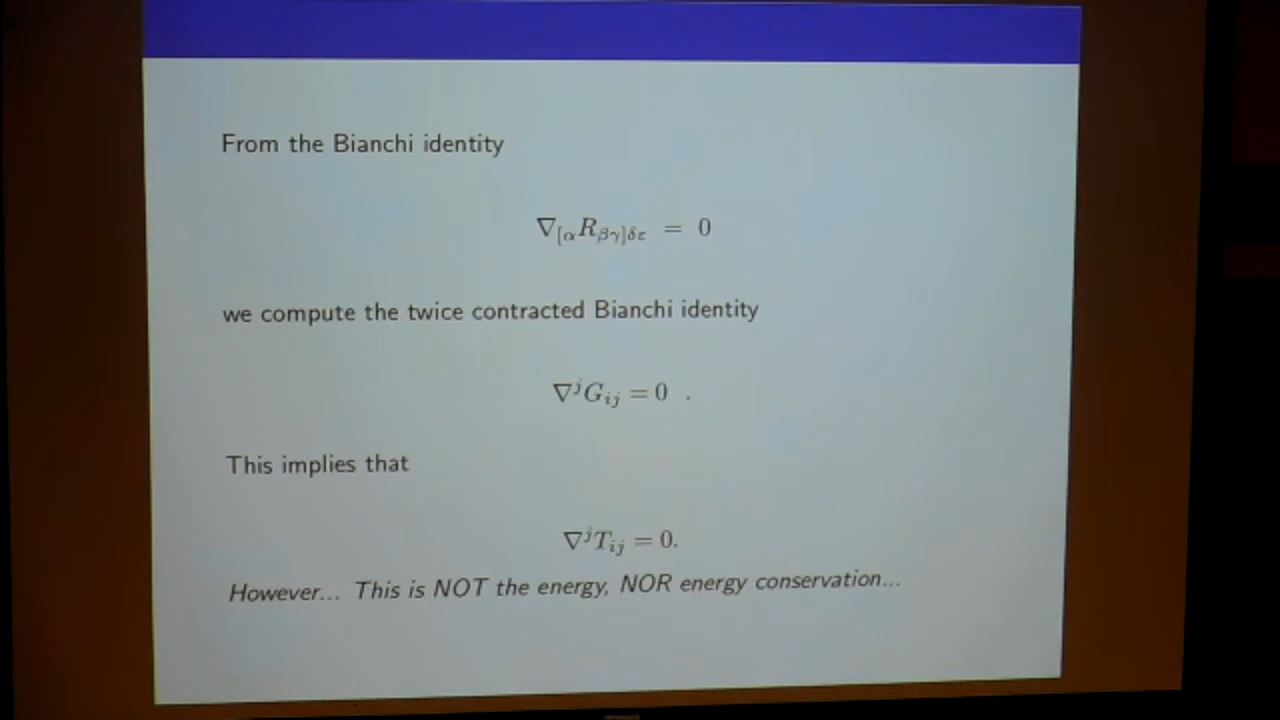 From the Bianchi identity
∇[αRβγ]δε = 0
we compute the twice contracted Bianchi identity
∇ʲGᵢⱼ = 0 .
This implies that
∇ʲTᵢⱼ = 0.
However... This is NOT the energy, NOR energy conservation...